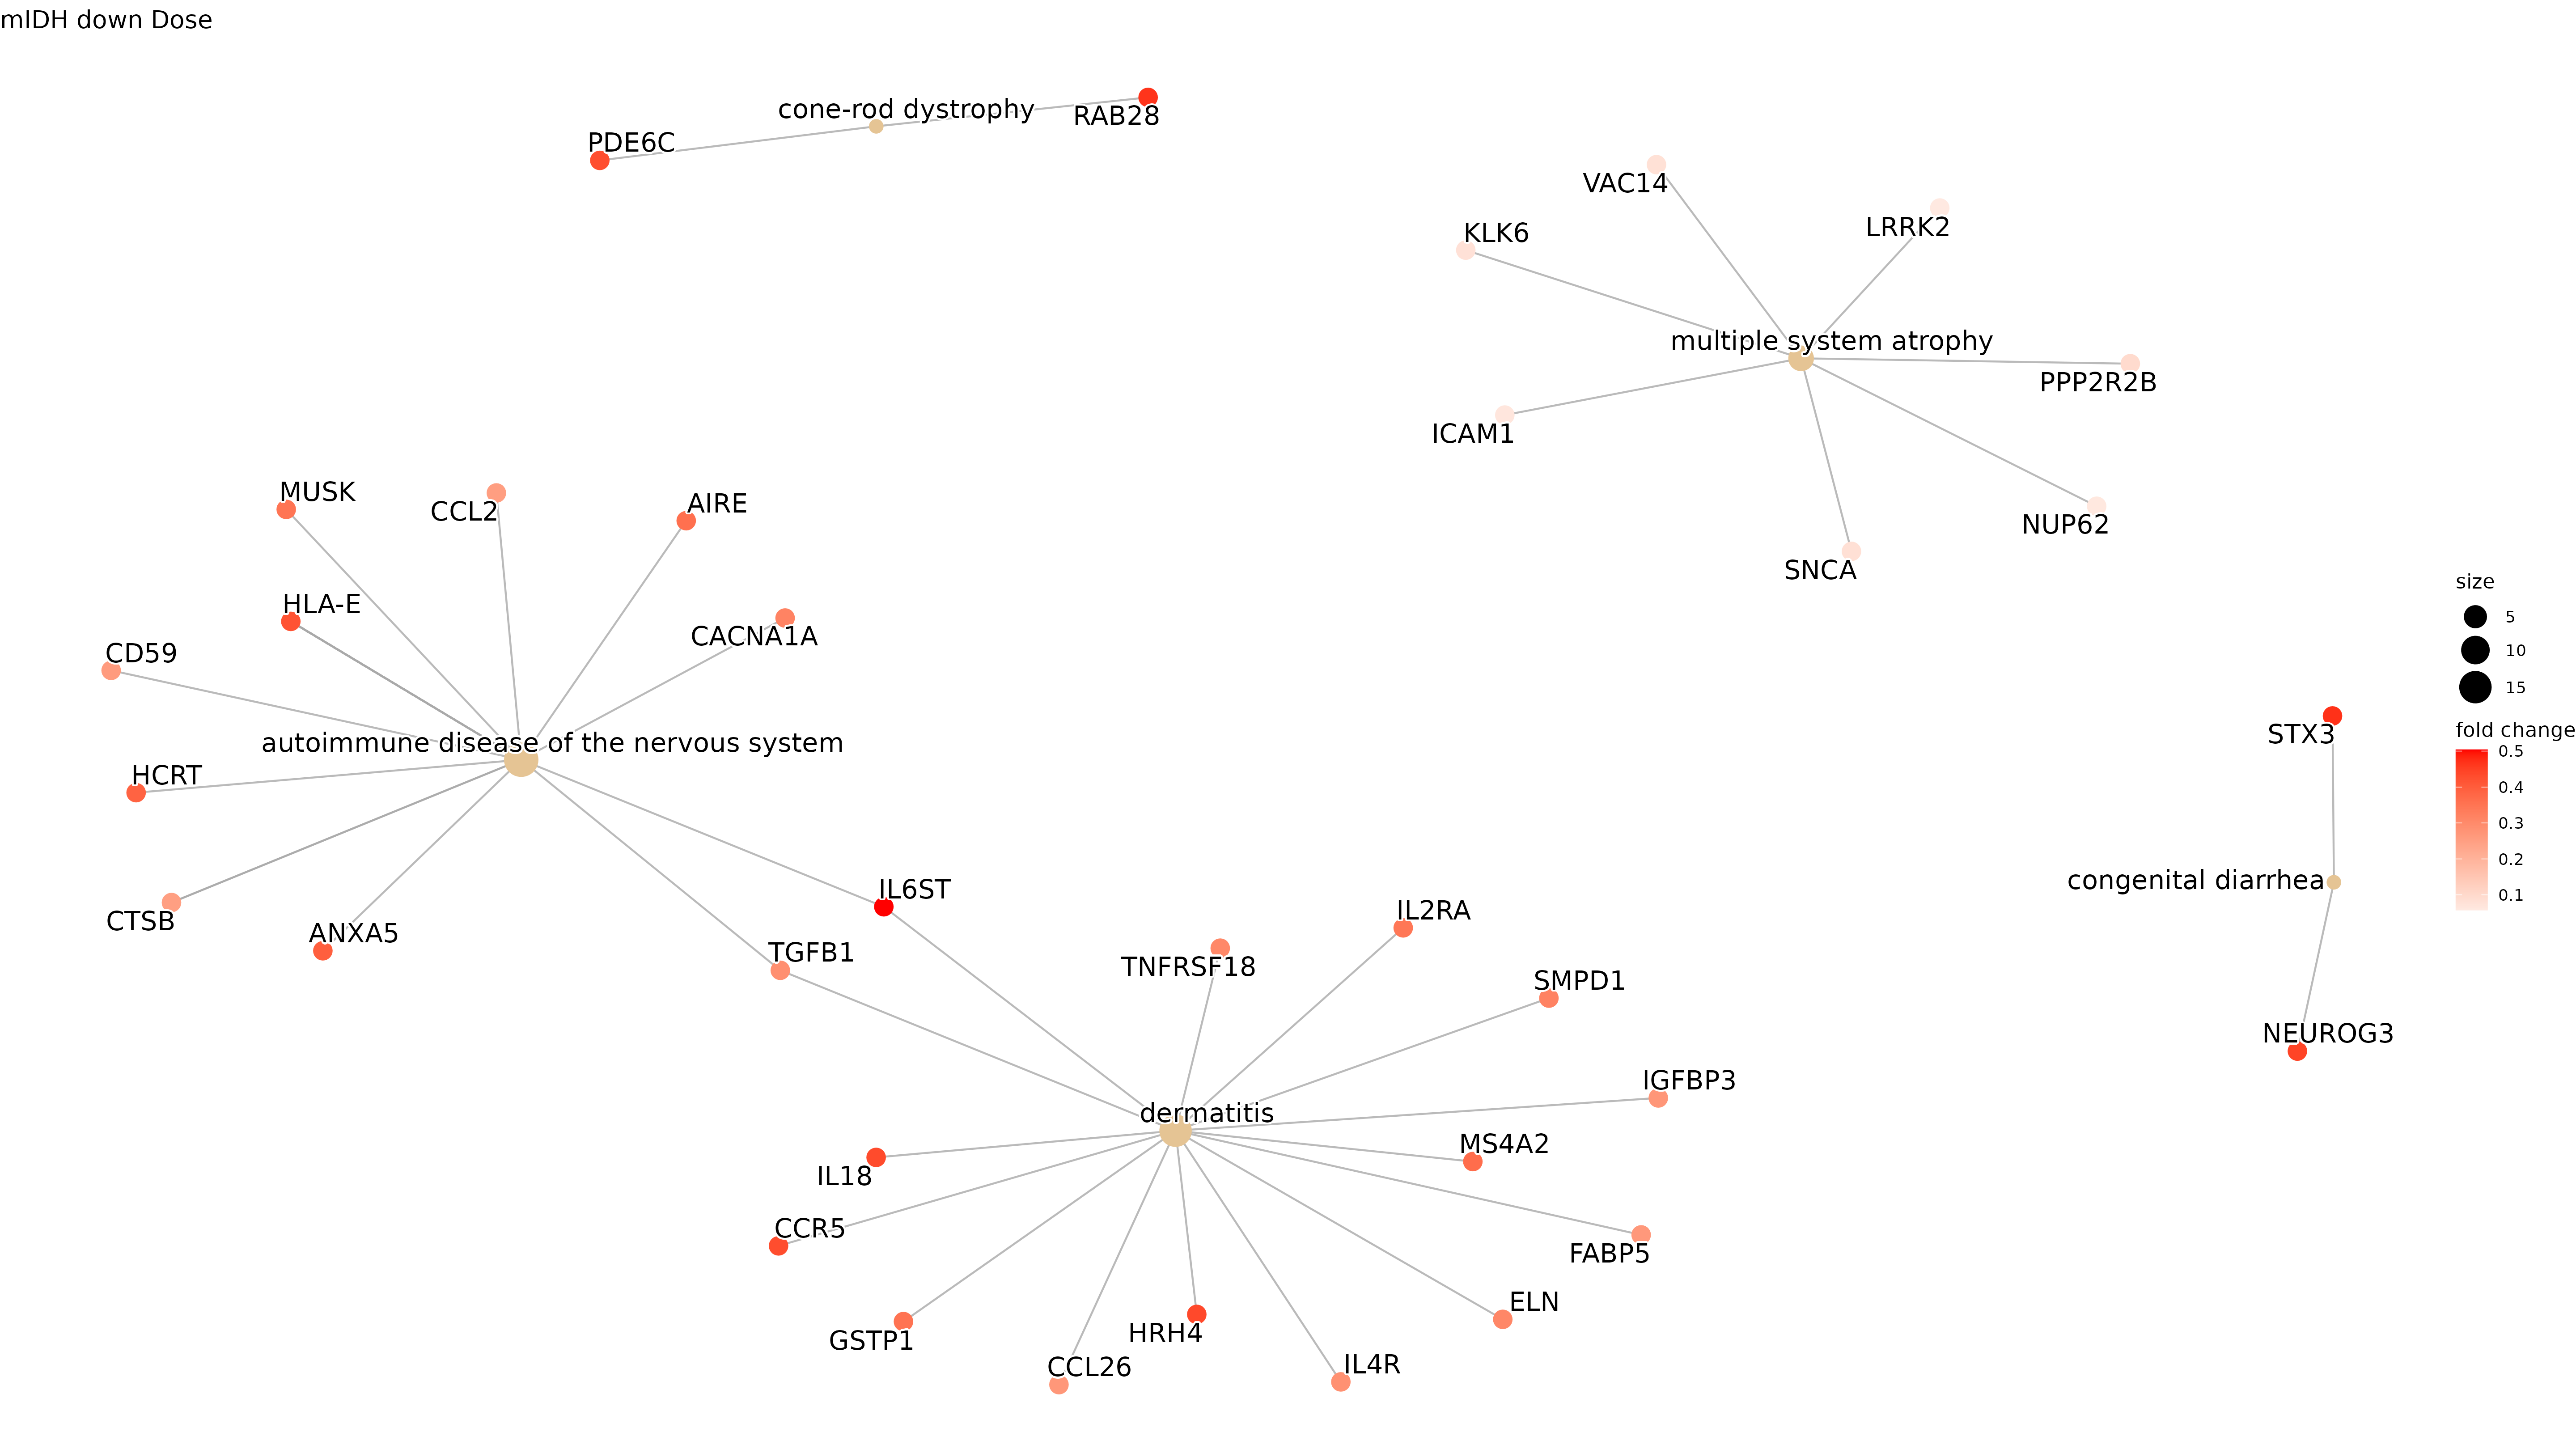 mIDH down Dose
cone-rod dystrophy
RAB28
PDE6C
VAC14
LRRK2
KLK6
multiple system atrophy
PPP2R2B
ICAM1
NUP62
SNCA
MUSK
CCL2
AIRE
HLA-E
CACNA1A
CD59
autoimmune disease of the nervous system
HCRT
CTSB
ANXA5
IL6ST
TGFB1
TNFRSF18
IL2RA
SMPD1
IGFBP3
dermatitis
MS4A2
IL18
CCR5
FABP5
ELN
GSTP1
HRH4
CCL26
IL4R
STX3
congenital diarrhea
NEUROG3
size
5
10
15
fold change
0.5
0.4
0.3
0.2
0.1